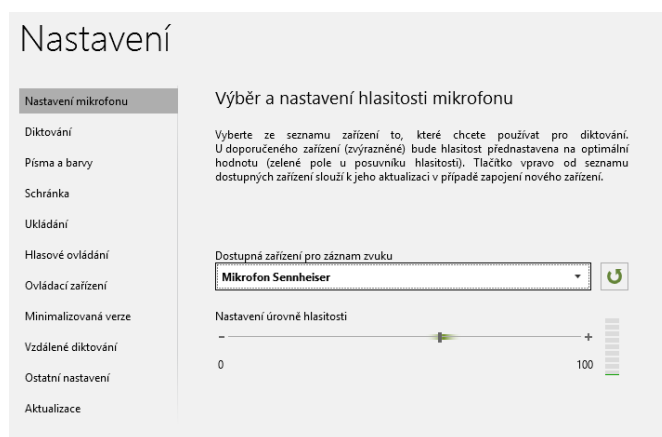 Nastavení
Nastavení mikrofonu
Diktování
Písma a barvy
Schránka
Ukládání
Hlasové ovládání
Ovládací zařízení
Minimalizovaná verze
Vzdálené diktování
Ostatní nastavení
Aktualizace
Výběr a nastavení hlasitosti mikrofonu
Vyberte ze seznamu zařízení to, které chcete používat pro diktování.
U doporučeného zařízení (zvýrazněné) bude hlasitost přednastavena na optimální
hodnotu (zelené pole u posuvníku hlasitosti). Tlačítko vpravo od seznamu
dostupných zařízení slouží k jeho aktualizaci v případě zapojení nového zařízení.
Dostupná zařízení pro záznam zvuku
Mikrofon Sennheiser
Nastavení úrovně hlasitosti
- +
0 100